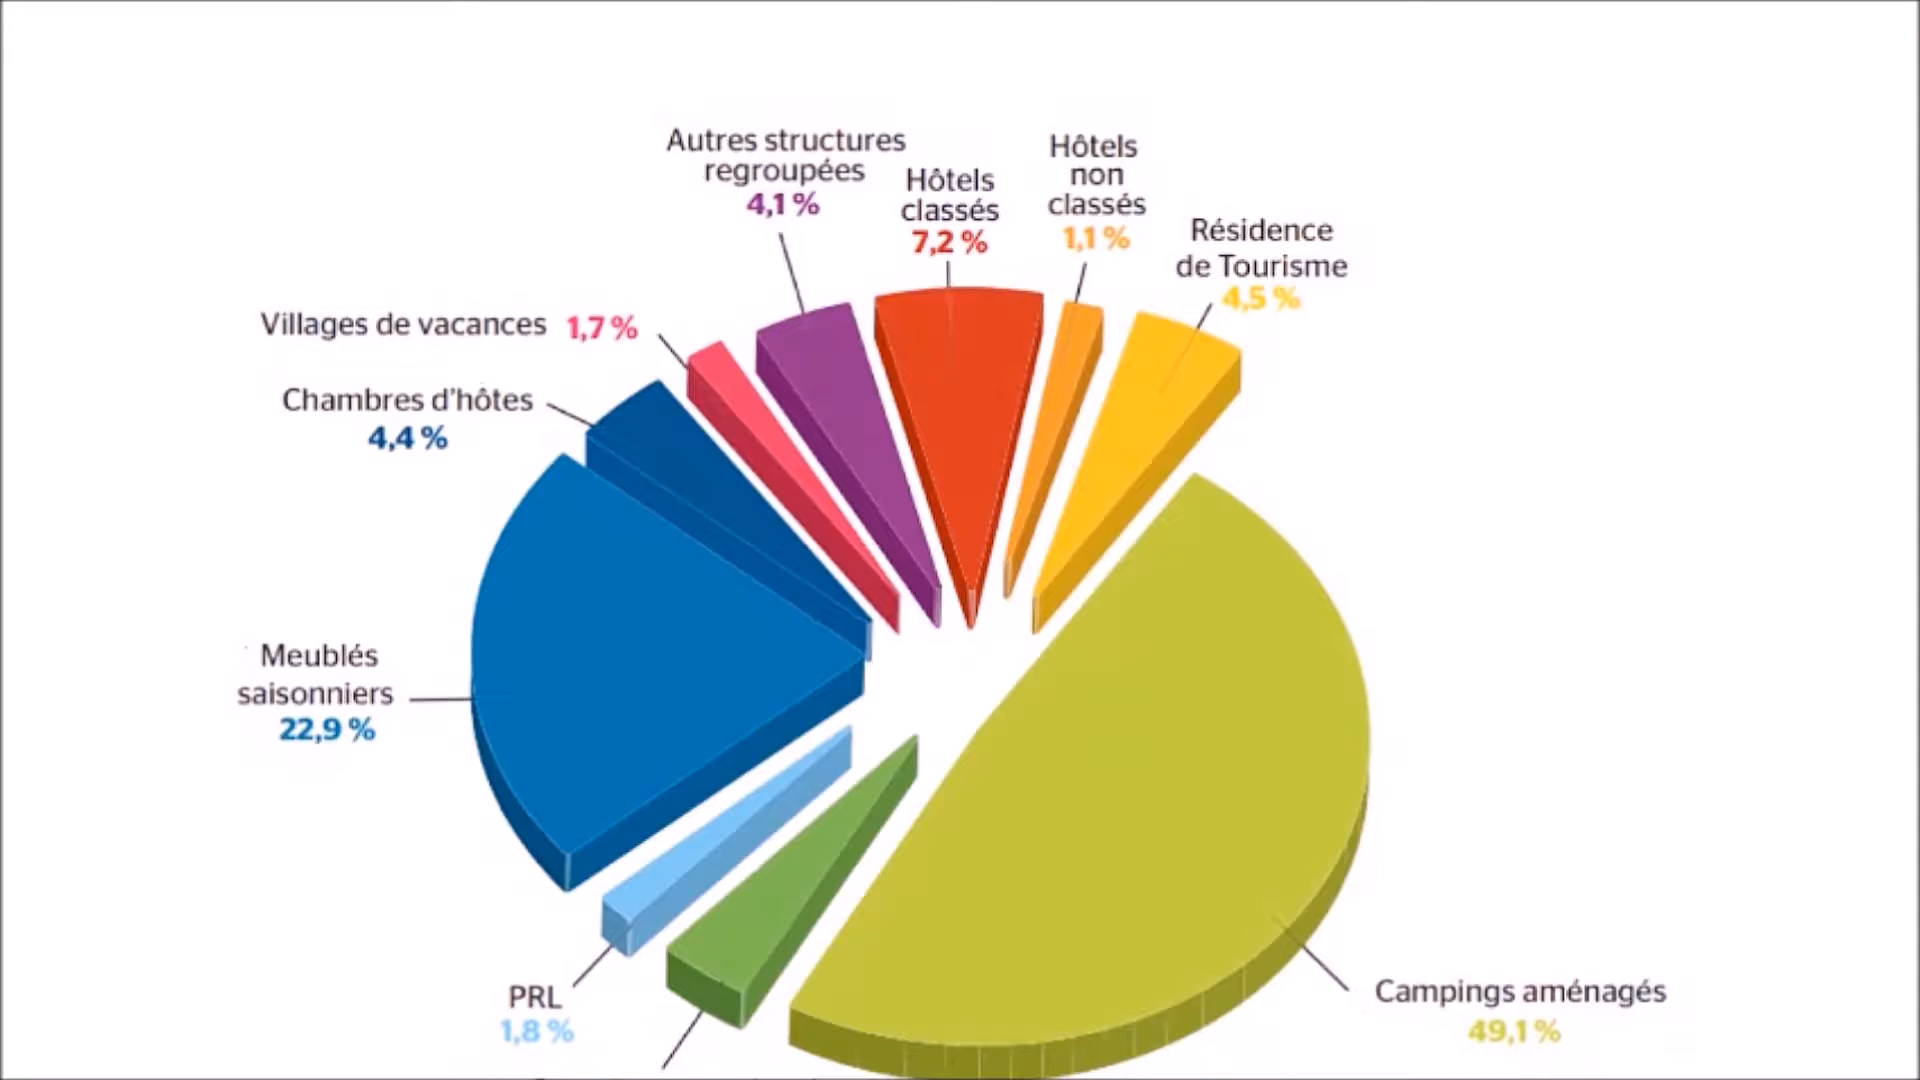 Autres structures
regroupées
4,1 %
Hôtels
classés
7,2 %
Hôtels
non
classés
1,1 %
Résidence
de Tourisme
4,5 %
Villages de vacances 1,7 %
Chambres d'hôtes
4,4 %
Meublés
saisonniers
22,9 %
PRL
1,8 %
Campings aménagés
49,1 %